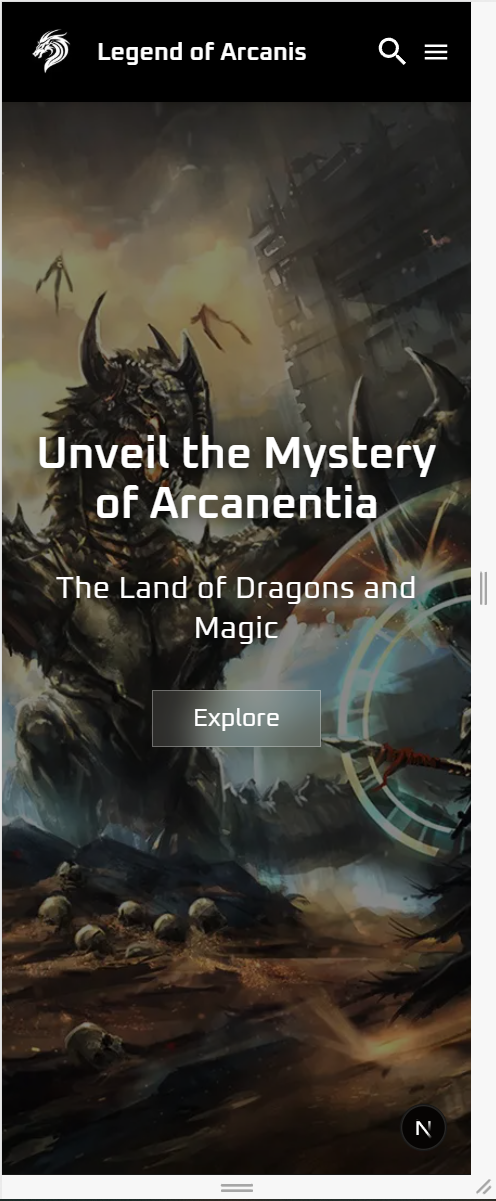 Legend of Arcanis
Unveil the Mystery
of Arcanentia
The Land of Dragons and
Magic
Explore
N